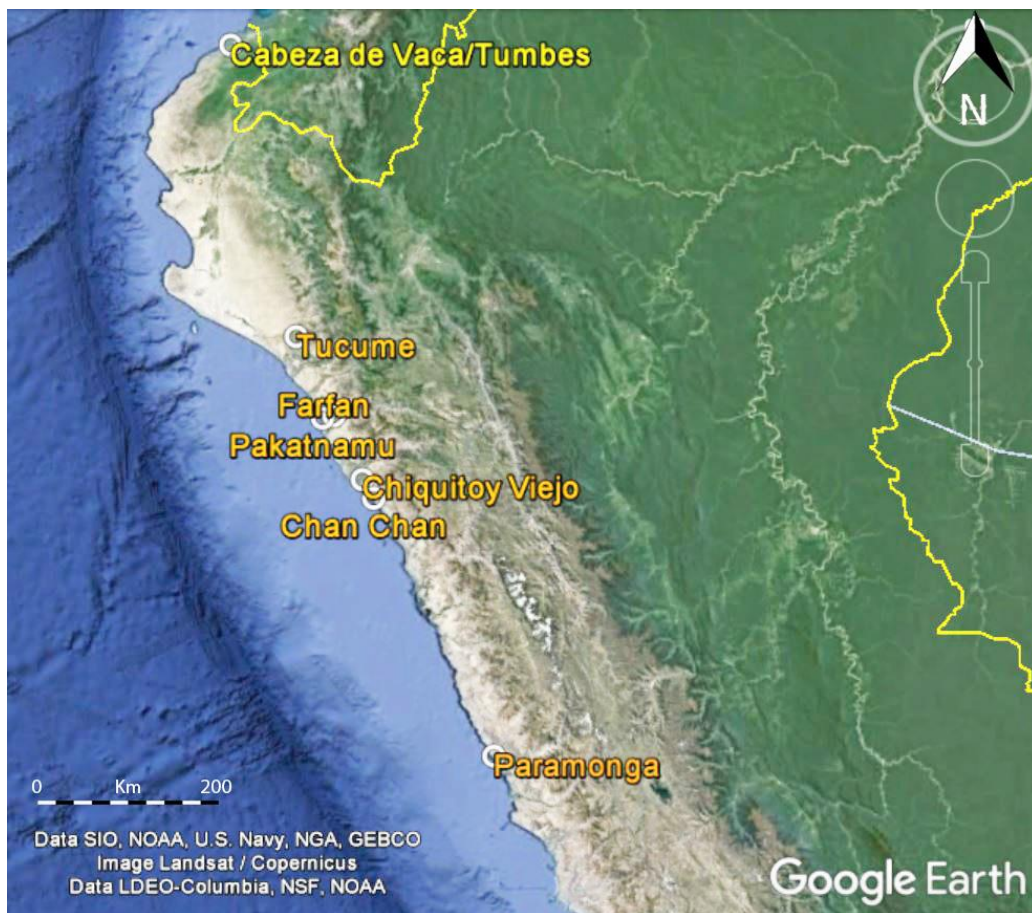 Cabeza de Vaca/Tumbes
N
Tucume
Farfan
Pakatnamu
Chiquitoy Viejo
Chan Chan
Paramonga
0 Km 200
Data SIO, NOAA, U.S. Navy, NGA, GEBCO
Image Landsat / Copernicus
Data LDEO-Columbia, NSF, NOAA
Google Earth